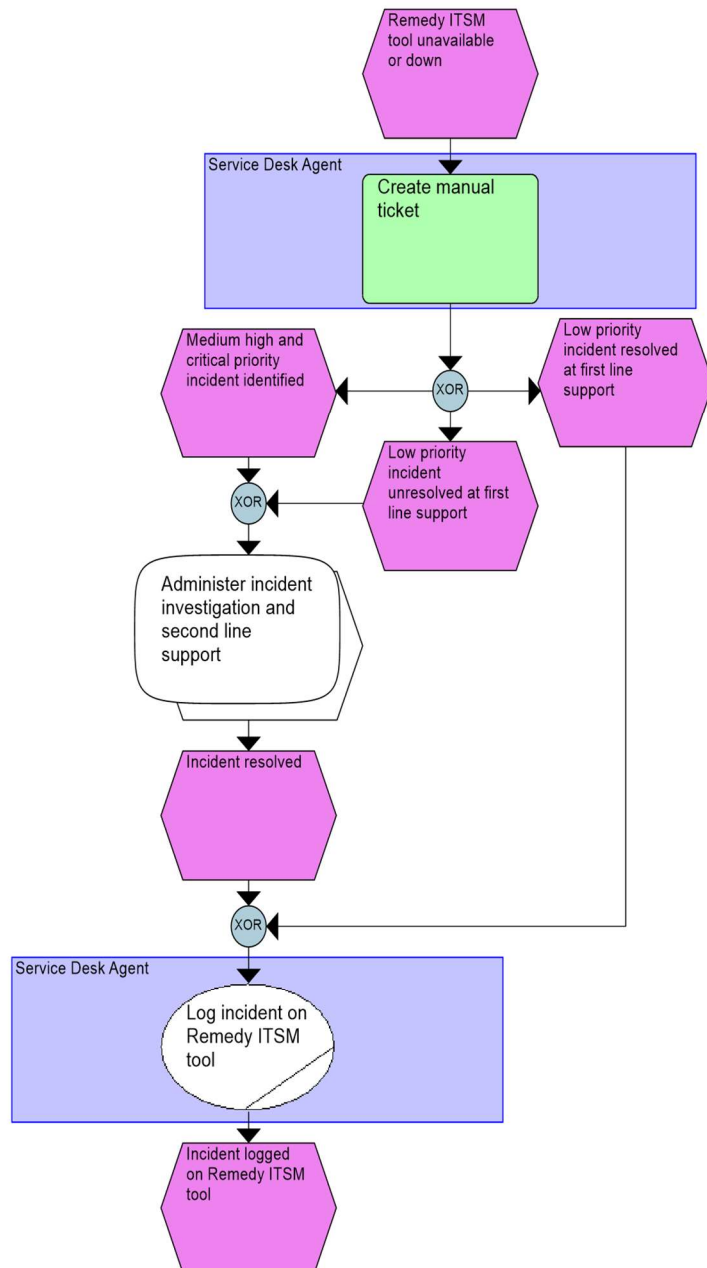 Remedy ITSM
tool unavailable
or down
Service Desk Agent
Create manual
ticket
Medium high and
critical priority
incident identified
XOR
Low priority
incident resolved
at first line
support
Low priority
incident
unresolved at first
line support
XOR
Administer incident
investigation and
second line
support
Incident resolved
XOR
Service Desk Agent
Log incident on
Remedy ITSM
tool
Incident logged
on Remedy ITSM
tool